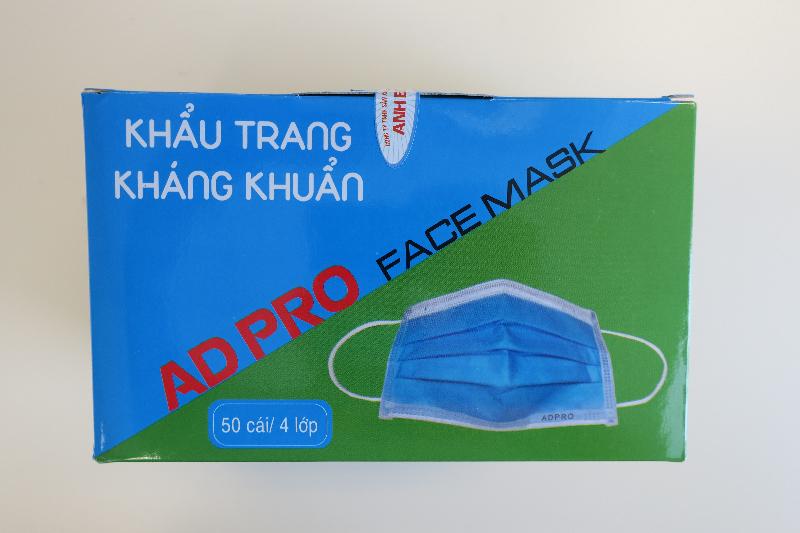 KHẨU TRANG
KHÁNG KHUẨN
AD PRO FACE MASK
ADPRO
50 cái/ 4 lớp